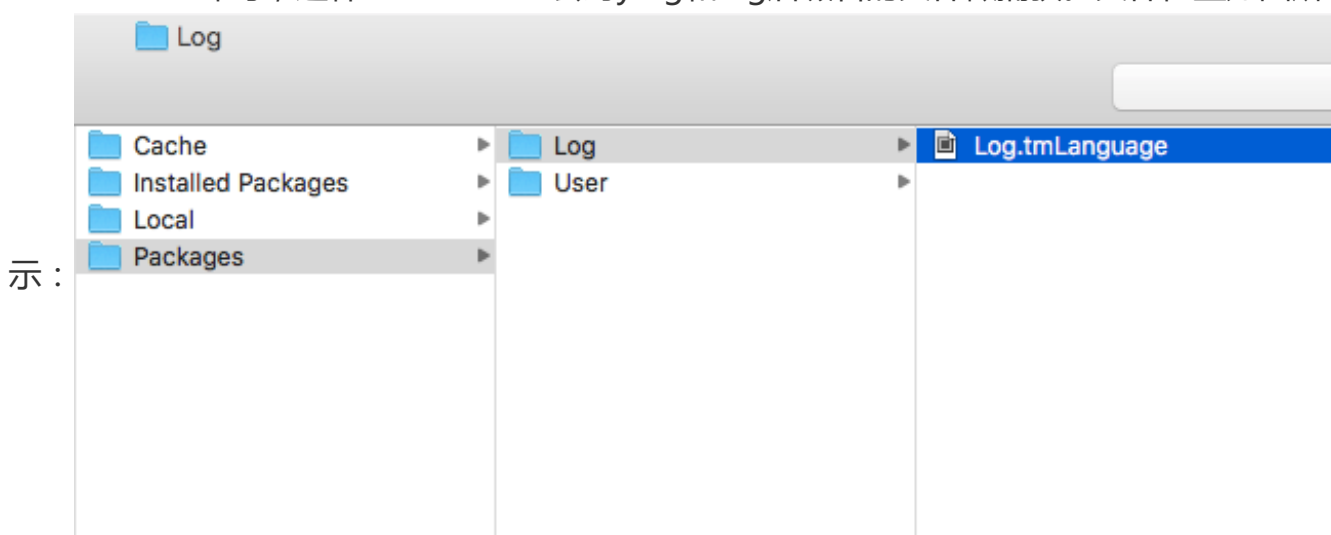 Log
Cache
Installed Packages
Local
Packages
Log
User
Log.tmLanguage
示：